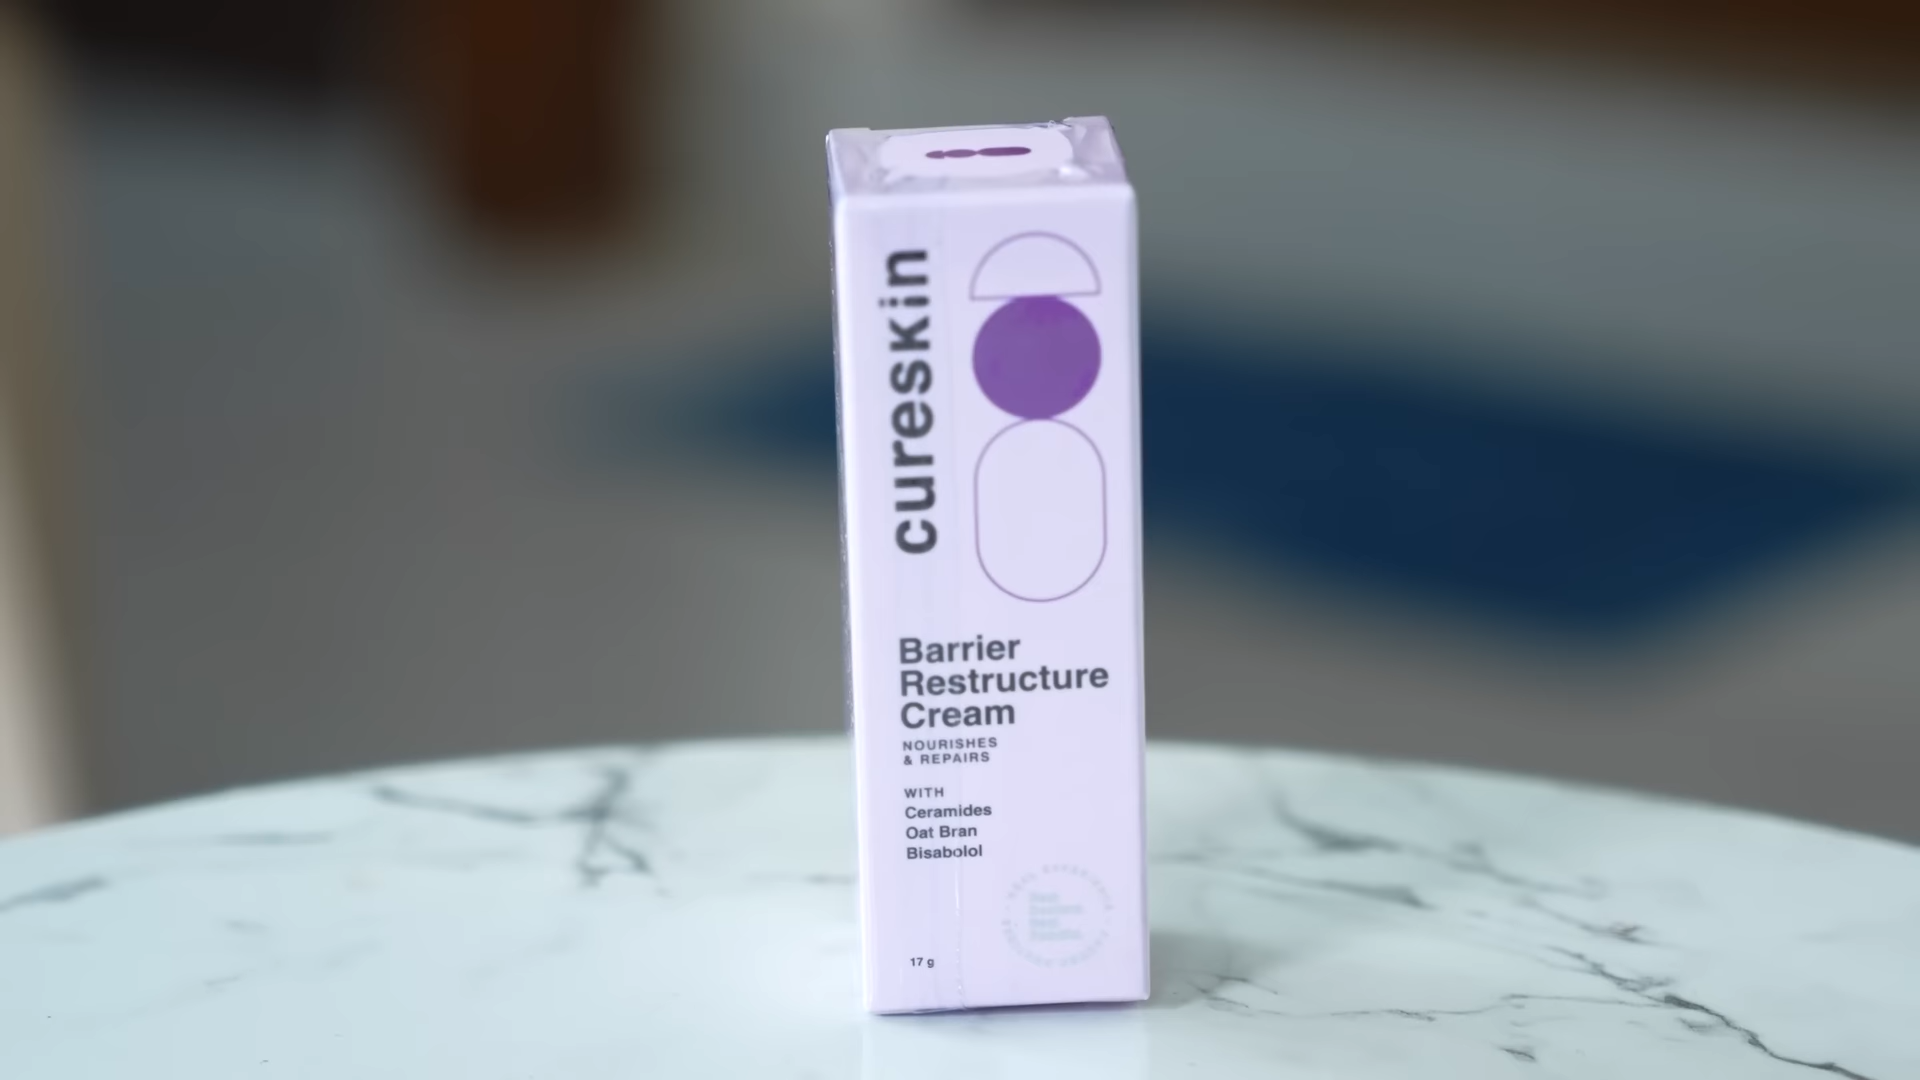 cureskin
Barrier
Restructure
Cream
NOURISHES
& REPAIRS
WITH
Ceramides
Oat Bran
Bisabolol
17 g